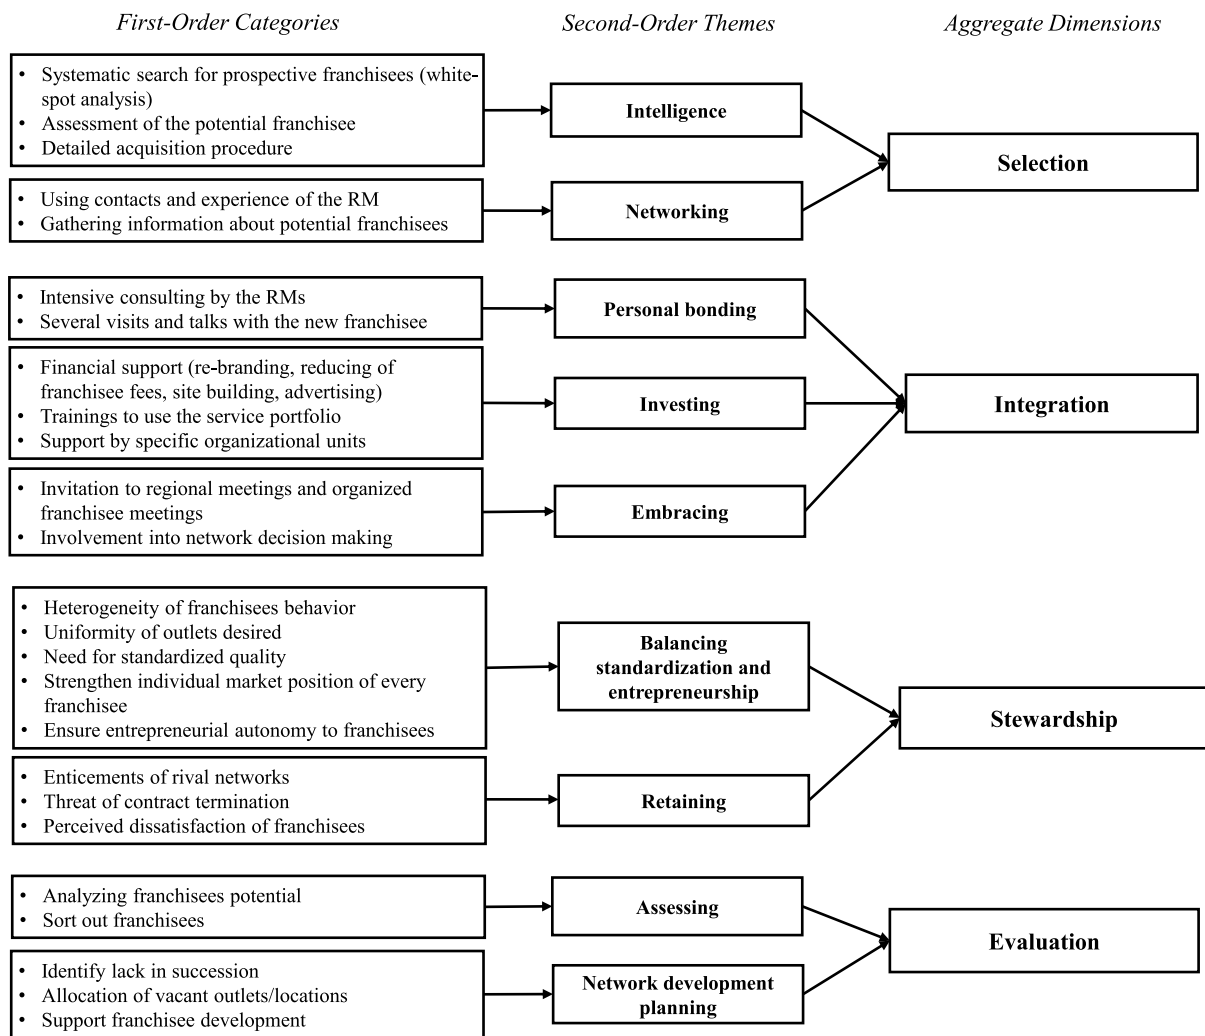 First-Order Categories
Second-Order Themes
Aggregate Dimensions
• Systematic search for prospective franchisees (white-
spot analysis)
• Assessment of the potential franchisee
• Detailed acquisition procedure
Intelligence
Selection
• Using contacts and experience of the RM
• Gathering information about potential franchisees
Networking
• Intensive consulting by the RMs
• Several visits and talks with the new franchisee
Personal bonding
• Financial support (re-branding, reducing of
franchisee fees, site building, advertising)
• Trainings to use the service portfolio
• Support by specific organizational units
Investing
Integration
• Invitation to regional meetings and organized
franchisee meetings
• Involvement into network decision making
Embracing
• Heterogeneity of franchisees behavior
• Uniformity of outlets desired
• Need for standardized quality
• Strengthen individual market position of every
franchisee
• Ensure entrepreneurial autonomy to franchisees
Balancing
standardization and
entrepreneurship
Stewardship
• Enticements of rival networks
• Threat of contract termination
• Perceived dissatisfaction of franchisees
Retaining
• Analyzing franchisees potential
• Sort out franchisees
Assessing
Evaluation
• Identify lack in succession
• Allocation of vacant outlets/locations
• Support franchisee development
Network development
planning